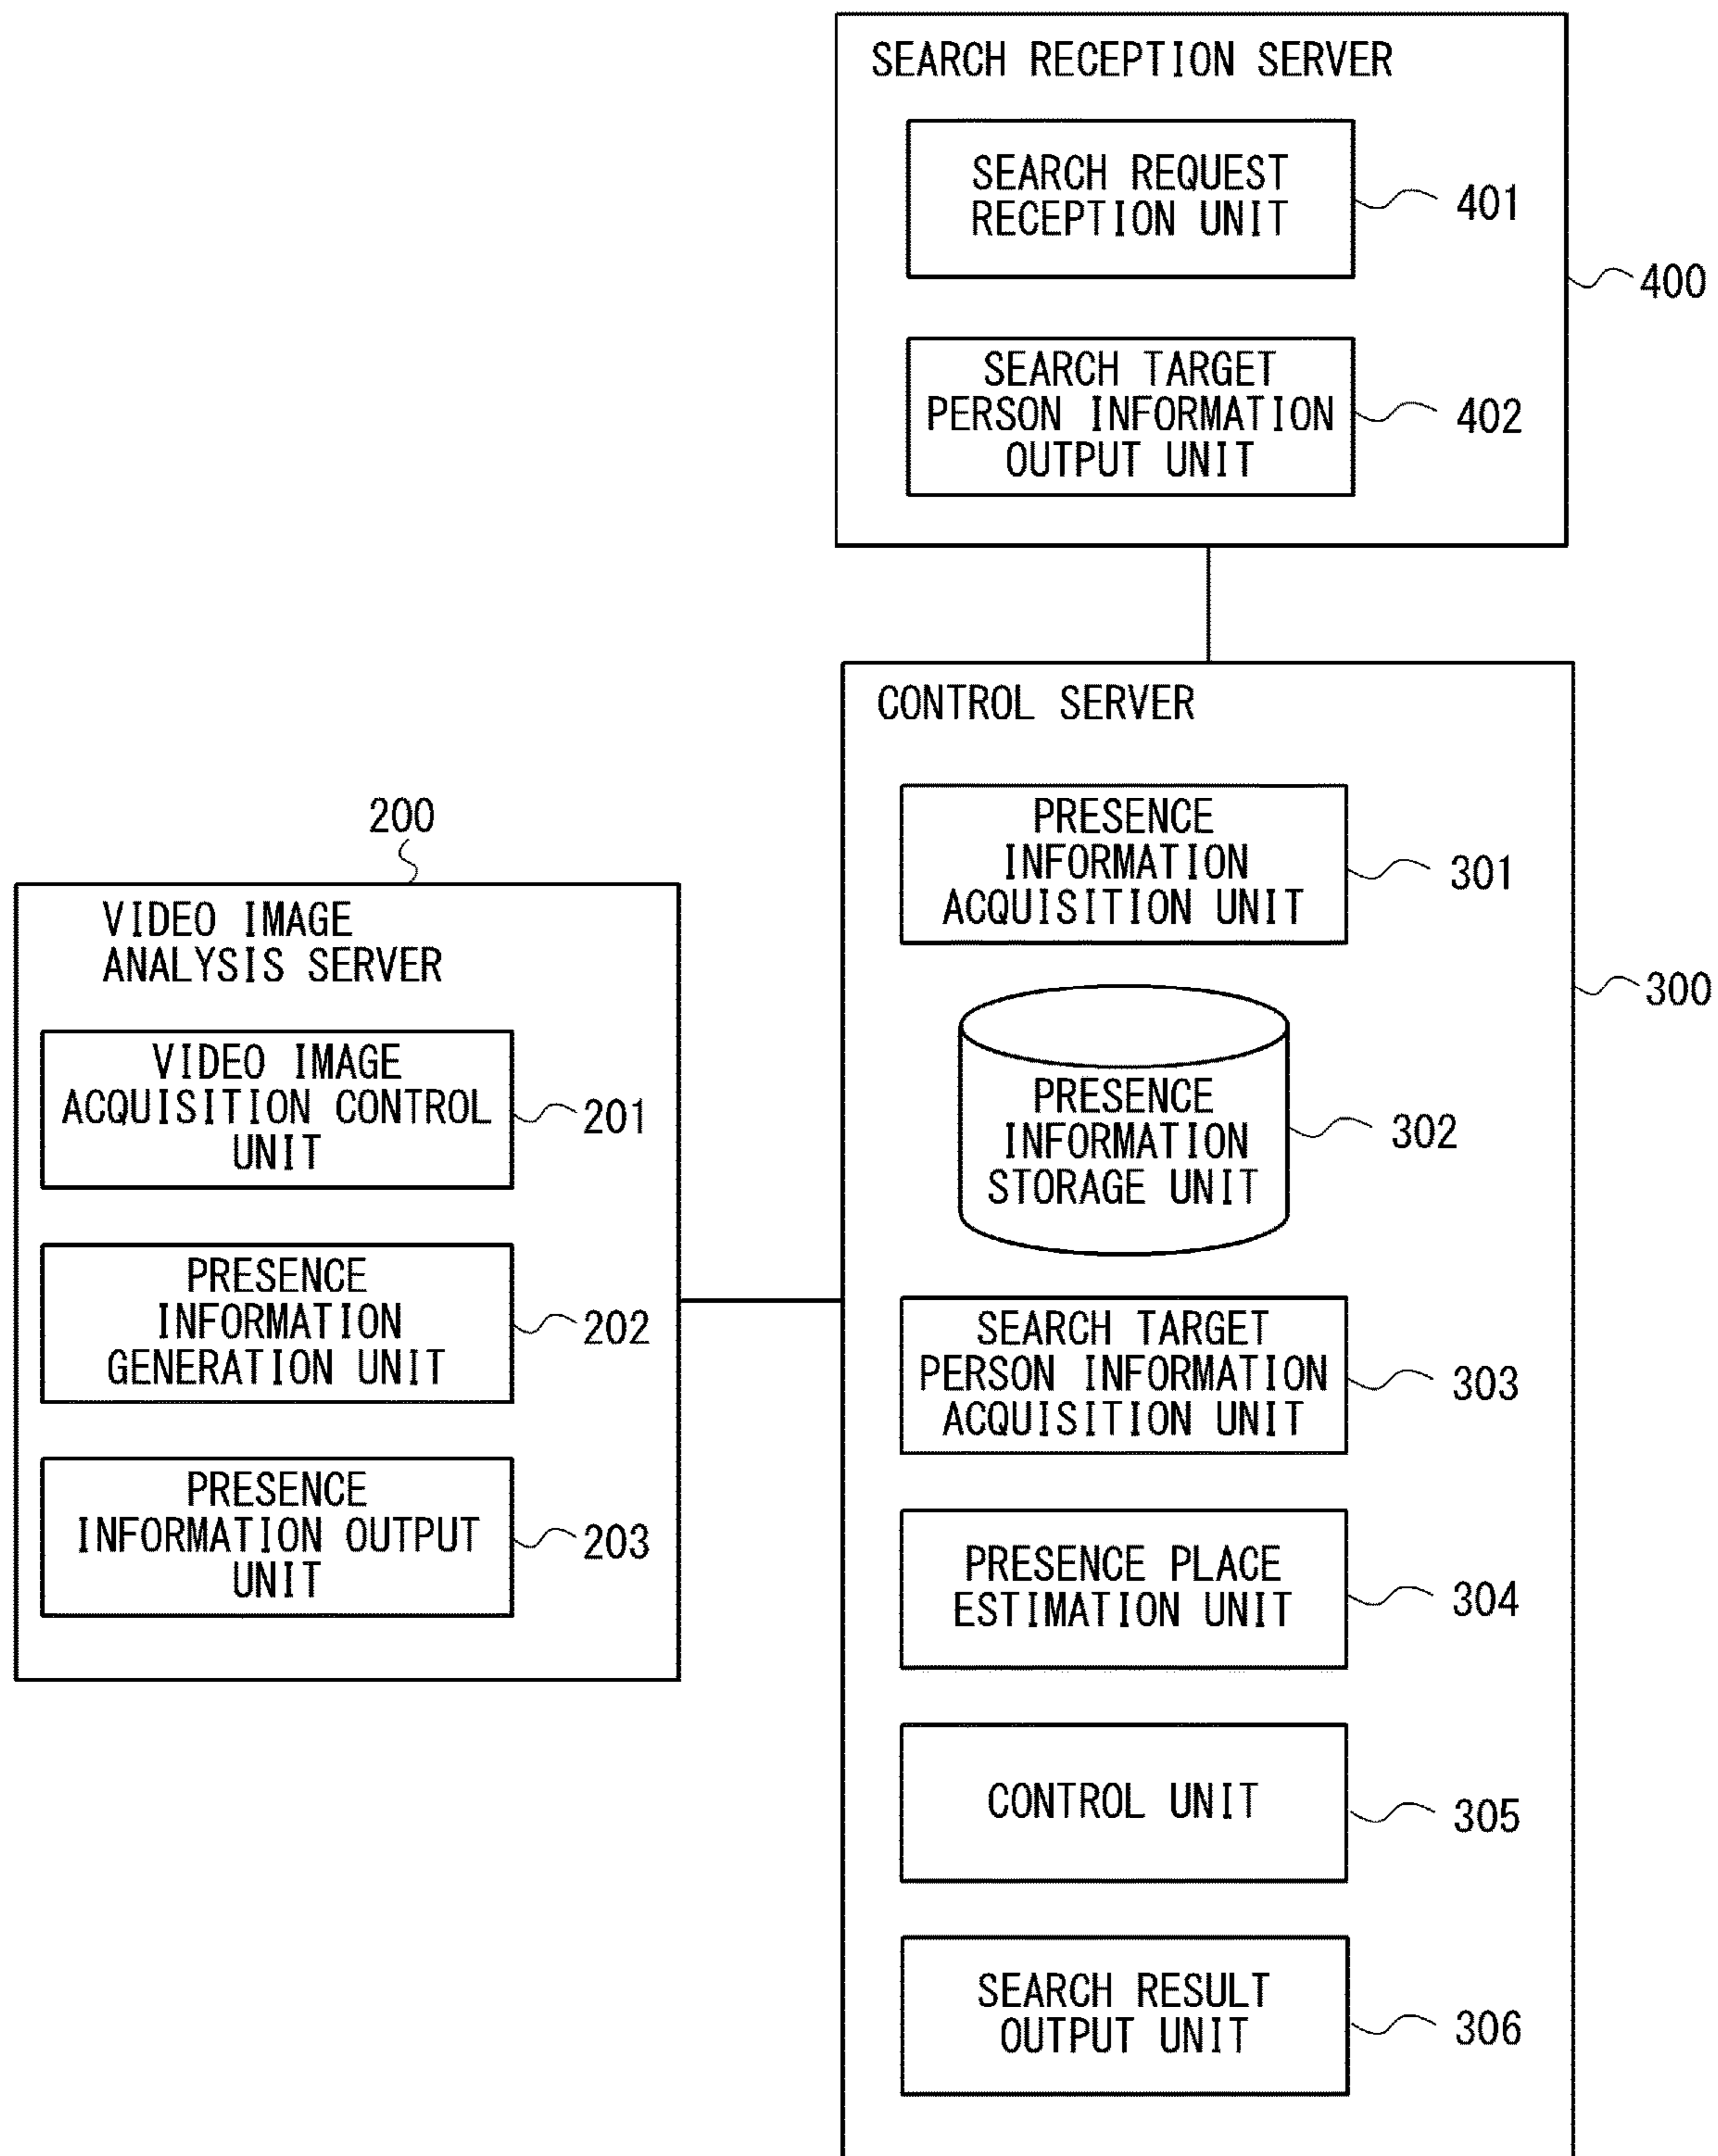 SEARCH RECEPTION SERVER
SEARCH REQUEST
RECEPTION UNIT
401
400
SEARCH TARGET
PERSON INFORMATION
OUTPUT UNIT
402
CONTROL SERVER
PRESENCE
INFORMATION
ACQUISITION UNIT
301
300
PRESENCE
INFORMATION
STORAGE UNIT
302
SEARCH TARGET
PERSON INFORMATION
ACQUISITION UNIT
303
PRESENCE PLACE
ESTIMATION UNIT
304
CONTROL UNIT
305
SEARCH RESULT
OUTPUT UNIT
306
200
VIDEO IMAGE
ANALYSIS SERVER
VIDEO IMAGE
ACQUISITION CONTROL
UNIT
201
PRESENCE
INFORMATION
GENERATION UNIT
202
PRESENCE
INFORMATION OUTPUT
UNIT
203